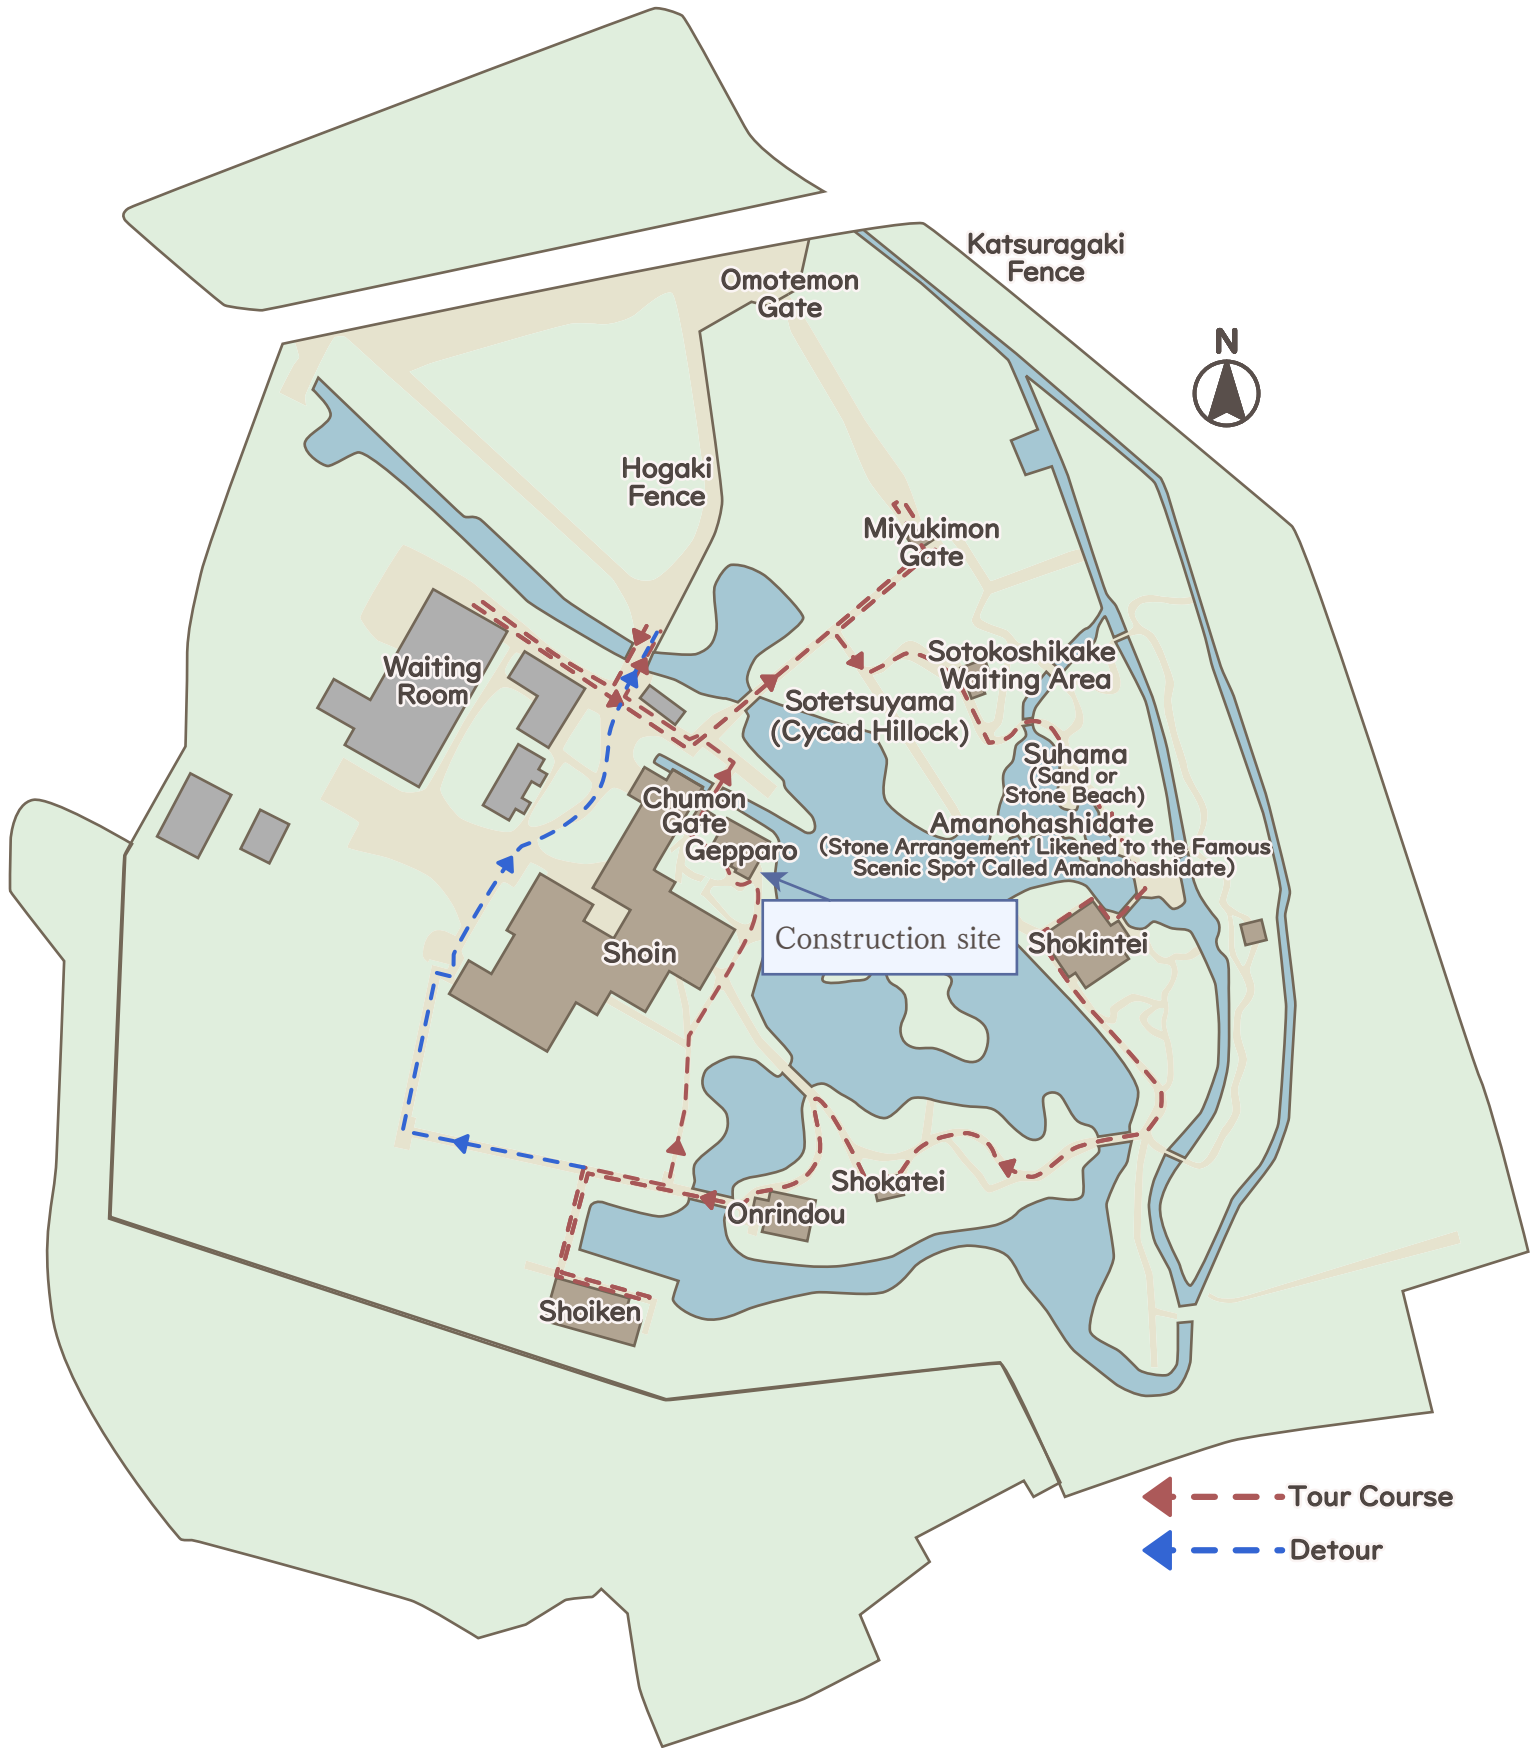 Katsuragaki
Fence
Omotemon
Gate
N
Hogaki
Fence
Miyukimon
Gate
Waiting
Room
Sotokoshikake
Waiting Area
Sotetsuyama
(Cycad Hillock)
Suhama
(Sand or
Stone Beach)
Chumon
Gate
Gepparo
Amanohashidate
(Stone Arrangement Likened to the Famous
Scenic Spot Called Amanohashidate)
Construction site
Shoin
Shokintei
Shokatei
Onrindou
Shoiken
Tour Course
Detour